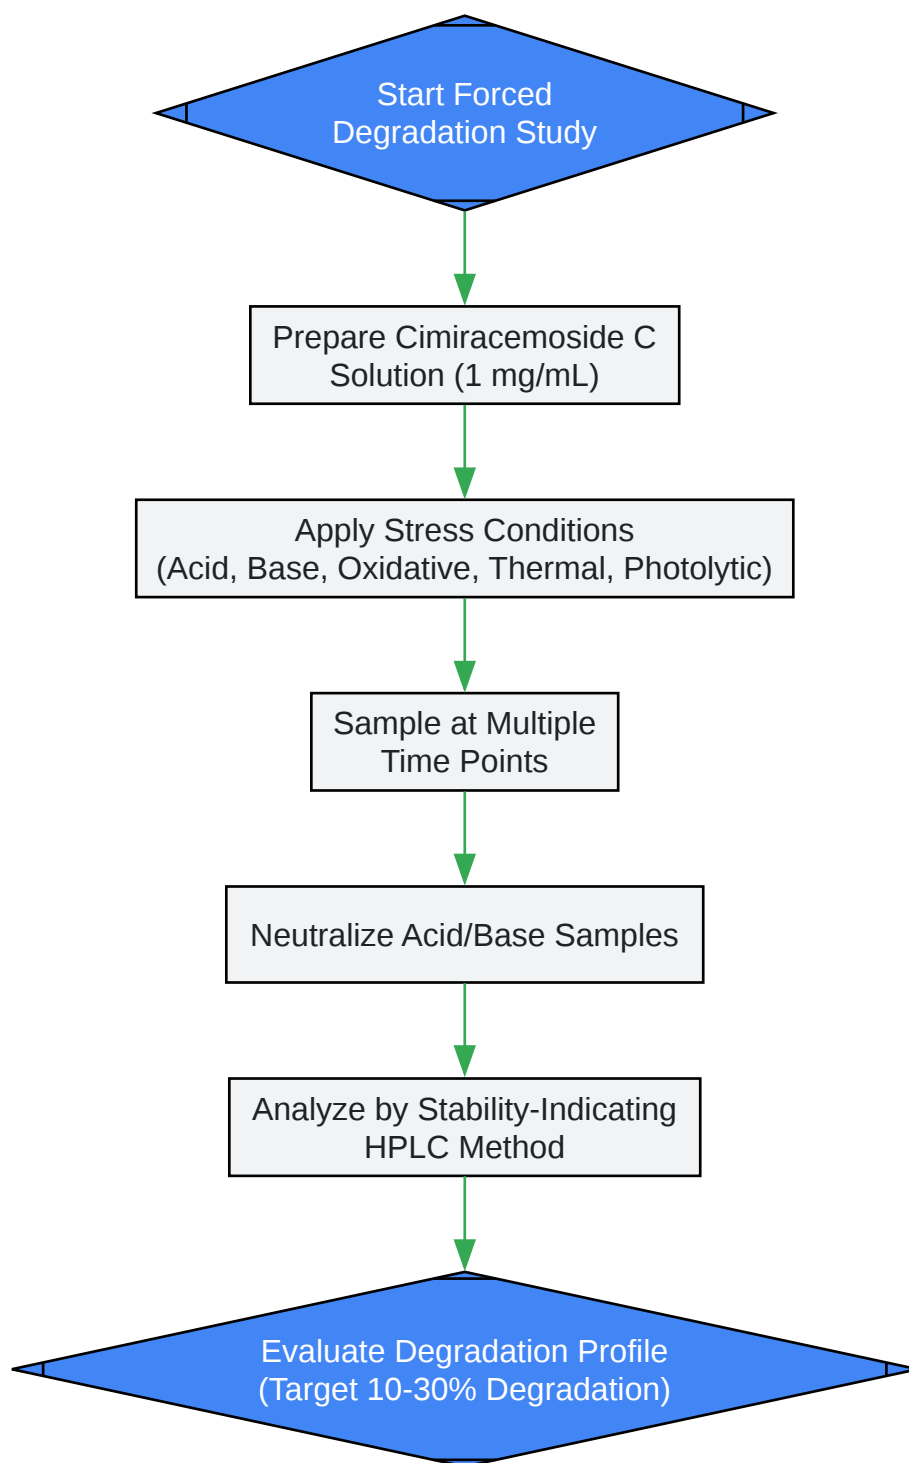 Start Forced
Degradation Study
Prepare Cimiracemoside C
Solution (1 mg/mL)
Apply Stress Conditions
(Acid, Base, Oxidative, Thermal, Photolytic)
Sample at Multiple
Time Points
Neutralize Acid/Base Samples
Analyze by Stability-Indicating
HPLC Method
Evaluate Degradation Profile
(Target 10-30% Degradation)